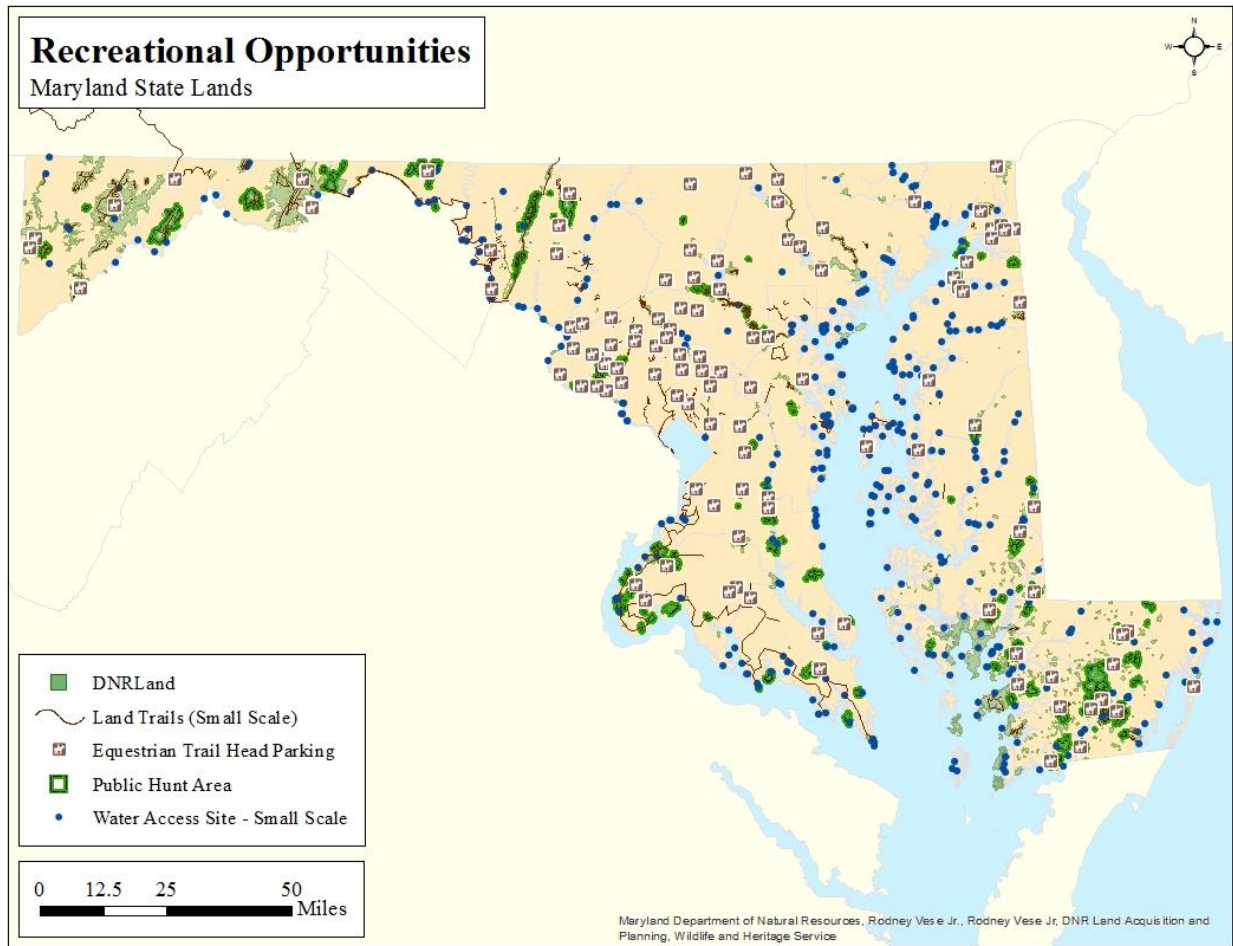 Recreational Opportunities
Maryland State Lands
N
W E
S
DNRLand
Land Trails (Small Scale)
Equestrian Trail Head Parking
Public Hunt Area
Water Access Site - Small Scale
0 12.5 25 50
Miles
Maryland Department of Natural Resources, Rodney Vese Jr., Rodney Vese Jr, DNR Land Acquisition and
Planning, Wildlife and Heritage Service